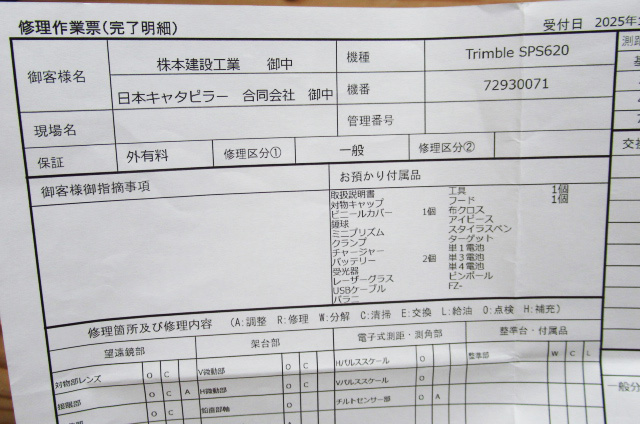 修理作業票(完了明細)
受付日 2025年
御客様名
株本建設工業 御中
日本キャタピラー 合同会社 御中
機種
Trimble SPS620
機番
72930071
現場名
管理番号
保証
外有料
修理区分①
一般
修理区分②
測距
交換
御客様御指摘事項
お預かり付属品
取扱説明書
対物キャップ
ビニールカバー 1個
鏡球
ミニプリズム
クランプ
チャージャー
バッテリー 2個
受光器
レーザーグラス
USBケーブル
バラニ
工具 1個
フード 1個
布クロス
アイピース
スタイラスペン
ターゲット
単1電池
単3電池
単4電池
ピンポール
FZ-
修理箇所及び修理内容 (A:調整 R:修理 W:分解 C:清掃 E:交換 L:給油 O:点検 H:補充)
望遠鏡部
架台部
電子式測距・測角部
整準台・付属品
対物部レンズ O C
V微動部 O C
H/パルススケール O
整準部 W C L
接眼部 O C A
H微動部 O C
V/パルススケール O
O C
鉛直部軸 O
チルトセンサー部 O A
一般分